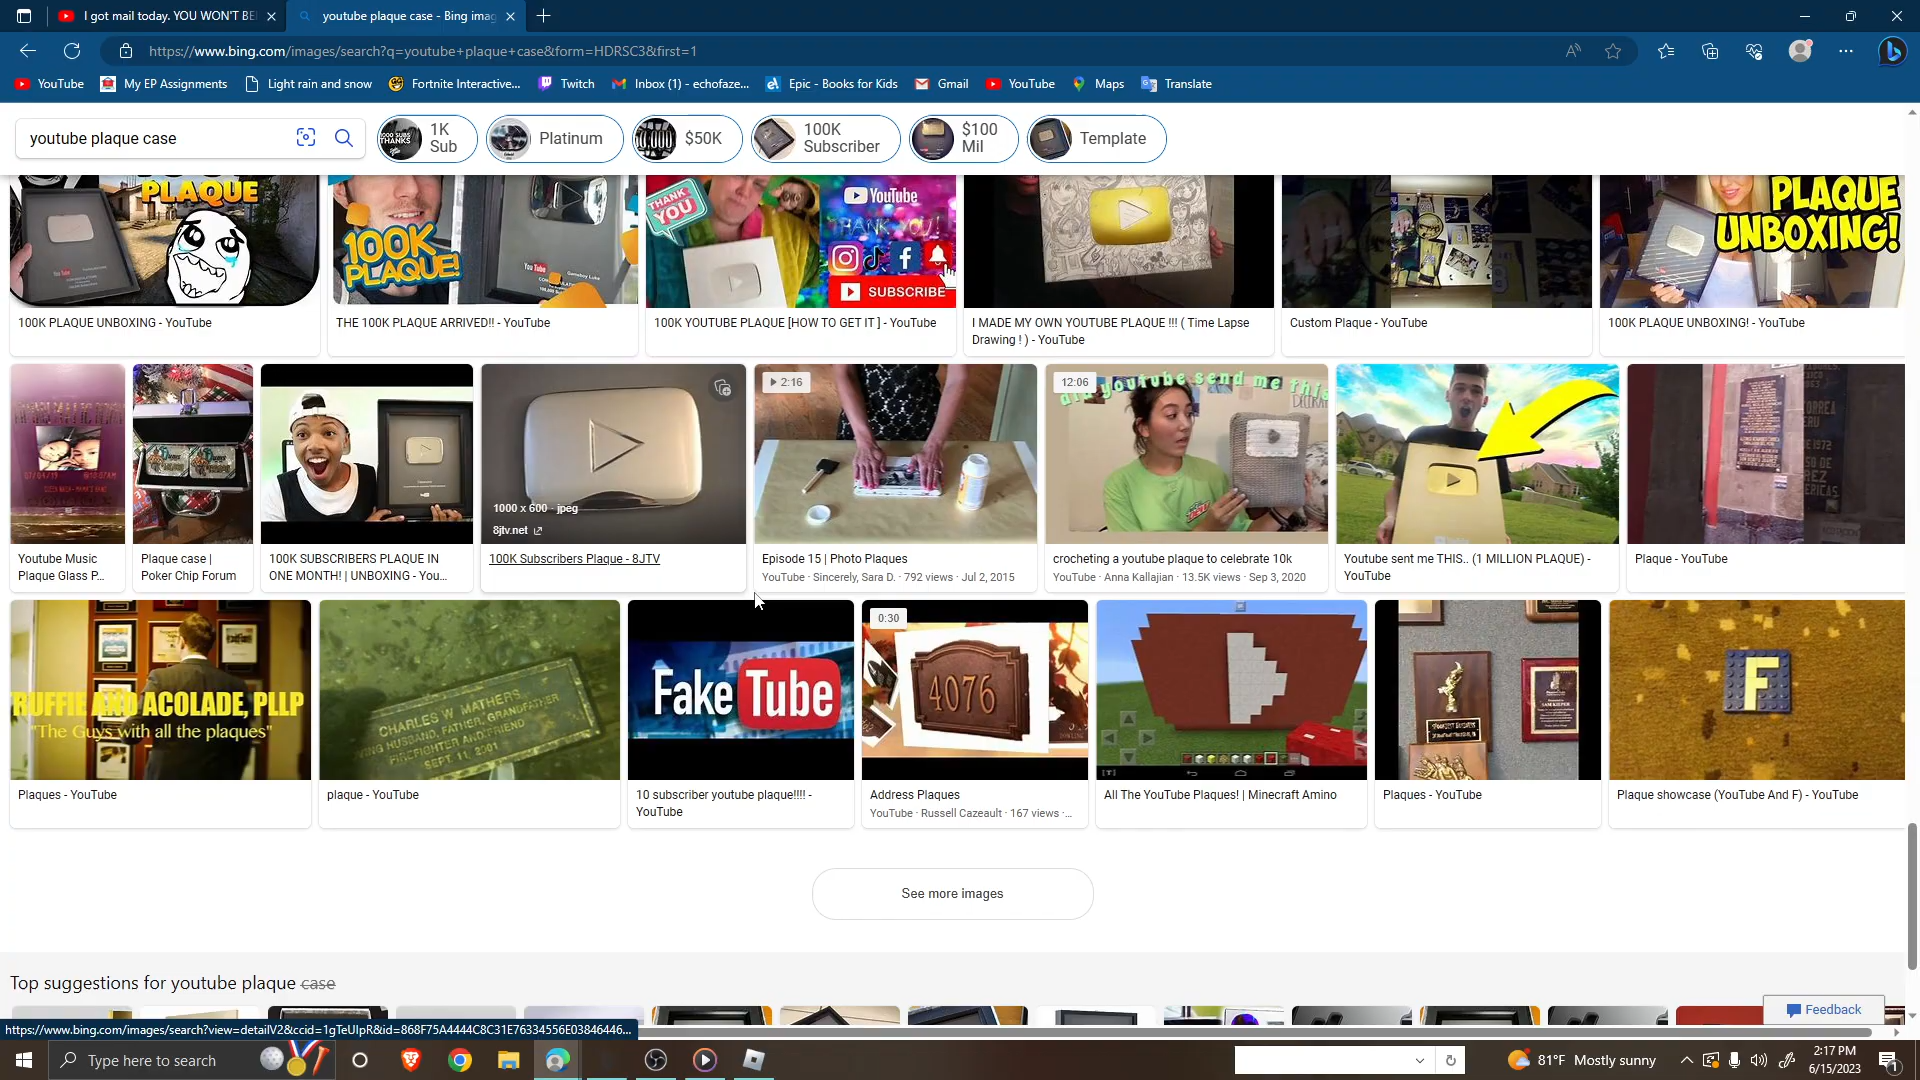 I got mail today. YOU WON'T BE
youtube plaque case - Bing imag
https://www.bing.com/images/search?q=youtube+plaque+case&form=HDRSC3&first=1
YouTube
My EP Assignments
Light rain and snow
Fortnite Interactive...
Twitch
Inbox (1) - echofaze...
Epic - Books for Kids
Gmail
YouTube
Maps
Translate
youtube plaque case
1K
Sub
Platinum
$50K
100K
Subscriber
$100
Mil
Template
PLAQUE
100K
PLAQUE!
THANK
YOU
YouTube
THANK YOU!
SUBSCRIBE
PLAQUE
UNBOXING!
100K PLAQUE UNBOXING - YouTube
THE 100K PLAQUE ARRIVED!! - YouTube
100K YOUTUBE PLAQUE [HOW TO GET IT ] - YouTube
I MADE MY OWN YOUTUBE PLAQUE !!! ( Time Lapse
Drawing ! ) - YouTube
Custom Plaque - YouTube
100K PLAQUE UNBOXING! - YouTube
1000 x 600 · jpeg
8jtv.net
2:16
12:06
did youtube send me this
Youtube Music
Plaque Glass P...
Plaque case |
Poker Chip Forum
100K SUBSCRIBERS PLAQUE IN
ONE MONTH! | UNBOXING - You...
100K Subscribers Plaque - 8JTV
Episode 15 | Photo Plaques
YouTube · Sincerely, Sara D. · 792 views · Jul 2, 2015
crocheting a youtube plaque to celebrate 10k
YouTube · Anna Kallajian · 13.5K views · Sep 3, 2020
Youtube sent me THIS.. (1 MILLION PLAQUE) -
YouTube
Plaque - YouTube
RUFFIE AND ACOLADE, PLLP
"The Guys with all the plaques"
CHARLES W MATHERS
VING HUSBAND, FATHER, GRANDFATHER
FIREFIGHTER AND FRIEND
SEPT. 11, 2001
Fake Tube
0:30
4076
F
Plaques - YouTube
plaque - YouTube
10 subscriber youtube plaque!!!! -
YouTube
Address Plaques
YouTube · Russell Cazeault · 167 views ·...
All The YouTube Plaques! | Minecraft Amino
Plaques - YouTube
Plaque showcase (YouTube And F) - YouTube
See more images
Top suggestions for youtube plaque case
Feedback
https://www.bing.com/images/search?view=detailV2&ccid=1gTeUIpR&id=868F75A4444C8C31E76334556E03846446...
Type here to search
81°F Mostly sunny
2:17 PM
6/15/2023
1